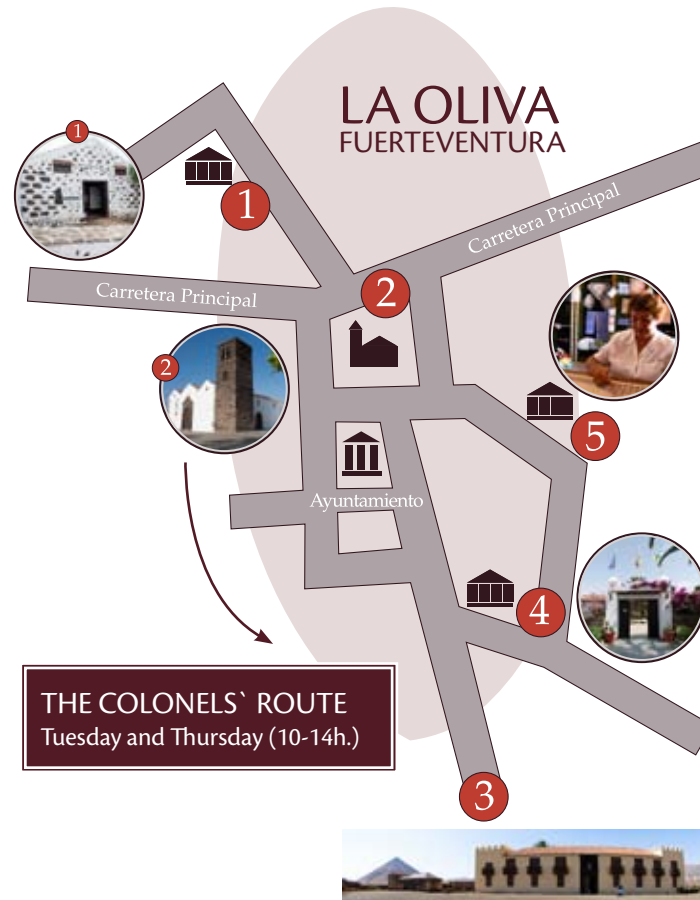 LA OLIVA
FUERTEVENTURA
1
1
Carretera Principal
2
Carretera Principal
2
5
Ayuntamiento
4
THE COLONELS` ROUTE
Tuesday and Thursday (10-14h.)
3